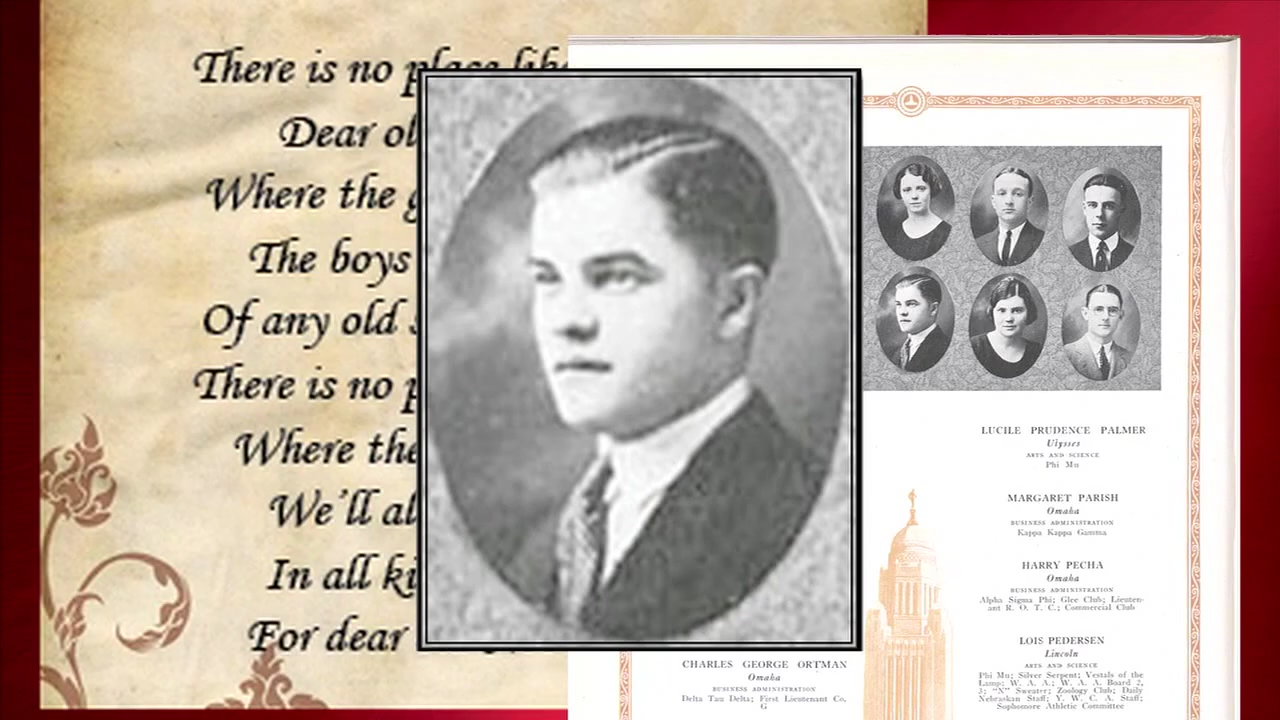 There is no place like
Dear ol
Where the g
The boys
Of any old s
There is no p
Where the
We'll al
In all ki
For dear
LUCILE PRUDENCE PALMER
Ulysses
ARTS AND SCIENCE
Phi Mu
MARGARET PARISH
Omaha
BUSINESS ADMINISTRATION
Kappa Kappa Gamma
HARRY PECHA
Omaha
BUSINESS ADMINISTRATION
Alpha Sigma Phi; Glee Club; Lieuten-
ant R. O. T. C.; Commercial Club
LOIS PEDERSEN
Lincoln
ARTS AND SCIENCE
Phi Mu; Silver Serpent; Vestals of the
Lamp; W. A. A.; W. A. A. Board 2,
3; "N" Sweater; Zoology Club; Daily
Nebraskan Staff; Y. W. C. A. Staff;
Sophomore Athletic Committee
CHARLES GEORGE ORTMAN
Omaha
BUSINESS ADMINISTRATION
Delta Tau Delta; First Lieutenant Co.
G